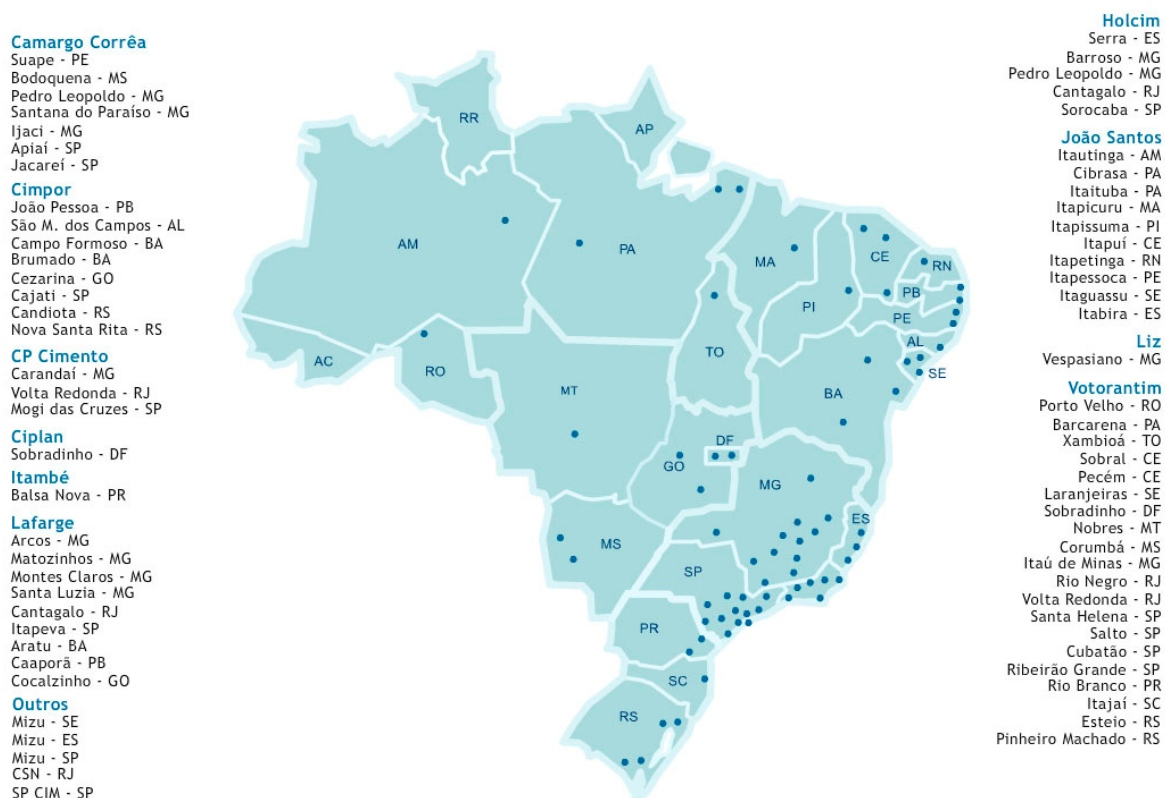 Camargo Corrêa
Suape - PE
Bodoquena - MS
Pedro Leopoldo - MG
Santana do Paraíso - MG
Ijaci - MG
Apiaí - SP
Jacareí - SP
Cimpor
João Pessoa - PB
São M. dos Campos - AL
Campo Formoso - BA
Brumado - BA
Cezarina - GO
Cajati - SP
Candiota - RS
Nova Santa Rita - RS
CP Cimento
Carandaí - MG
Volta Redonda - RJ
Mogi das Cruzes - SP
Ciplan
Sobradinho - DF
Itambé
Balsa Nova - PR
Lafarge
Arcos - MG
Matozinhos - MG
Montes Claros - MG
Santa Luzia - MG
Cantagalo - RJ
Itapeva - SP
Aratu - BA
Caaporã - PB
Cocalzinho - GO
Outros
Mizu - SE
Mizu - ES
Mizu - SP
CSN - RJ
SP CIM - SP
RR
AP
AM
PA
MA
CE
RN
PB
PI
PE
AC
RO
TO
AL
SE
MT
BA
DF
GO
MG
ES
MS
SP
PR
SC
RS
Holcim
Serra - ES
Barroso - MG
Pedro Leopoldo - MG
Cantagalo - RJ
Sorocaba - SP
João Santos
Itautinga - AM
Cibrasa - PA
Itaituba - PA
Itapicuru - MA
Itapissuma - PI
Itapuí - CE
Itapetinga - RN
Itapessoca - PE
Itaguassu - SE
Itabira - ES
Liz
Vespasiano - MG
Votorantim
Porto Velho - RO
Barcarena - PA
Xambioá - TO
Sobral - CE
Pecém - CE
Laranjeiras - SE
Sobradinho - DF
Nobres - MT
Corumbá - MS
Itaú de Minas - MG
Rio Negro - RJ
Volta Redonda - RJ
Santa Helena - SP
Salto - SP
Cubatão - SP
Ribeirão Grande - SP
Rio Branco - PR
Itajaí - SC
Esteio - RS
Pinheiro Machado - RS